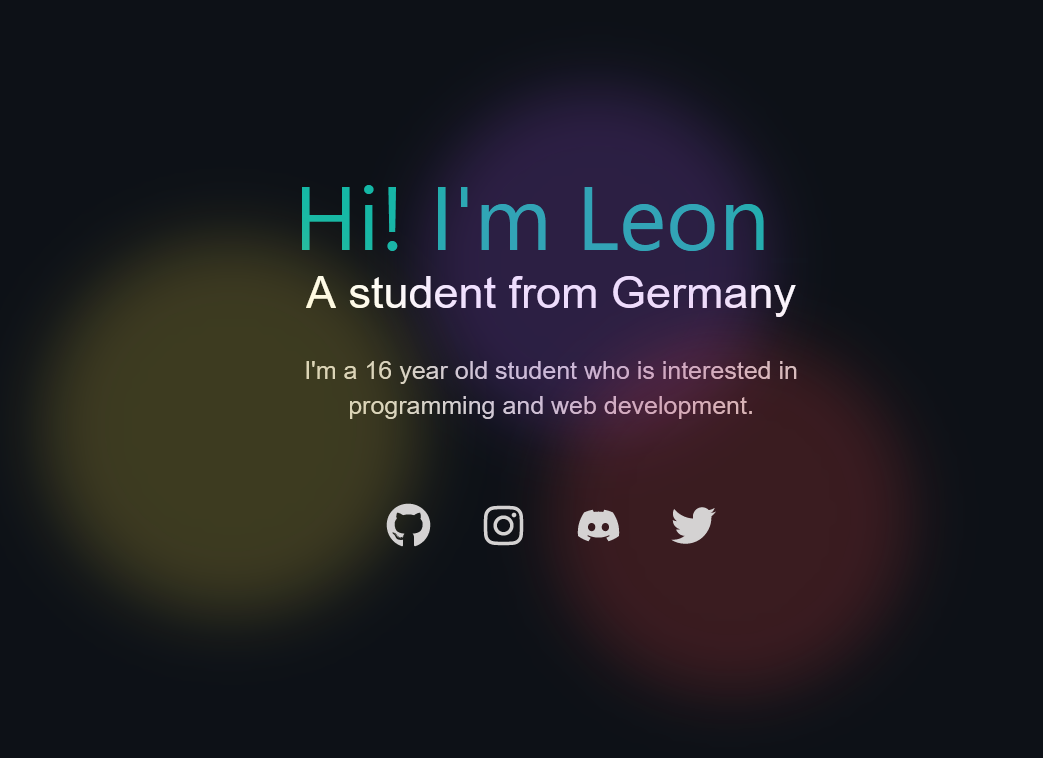 Hi! I'm Leon
A student from Germany
I'm a 16 year old student who is interested in
programming and web development.